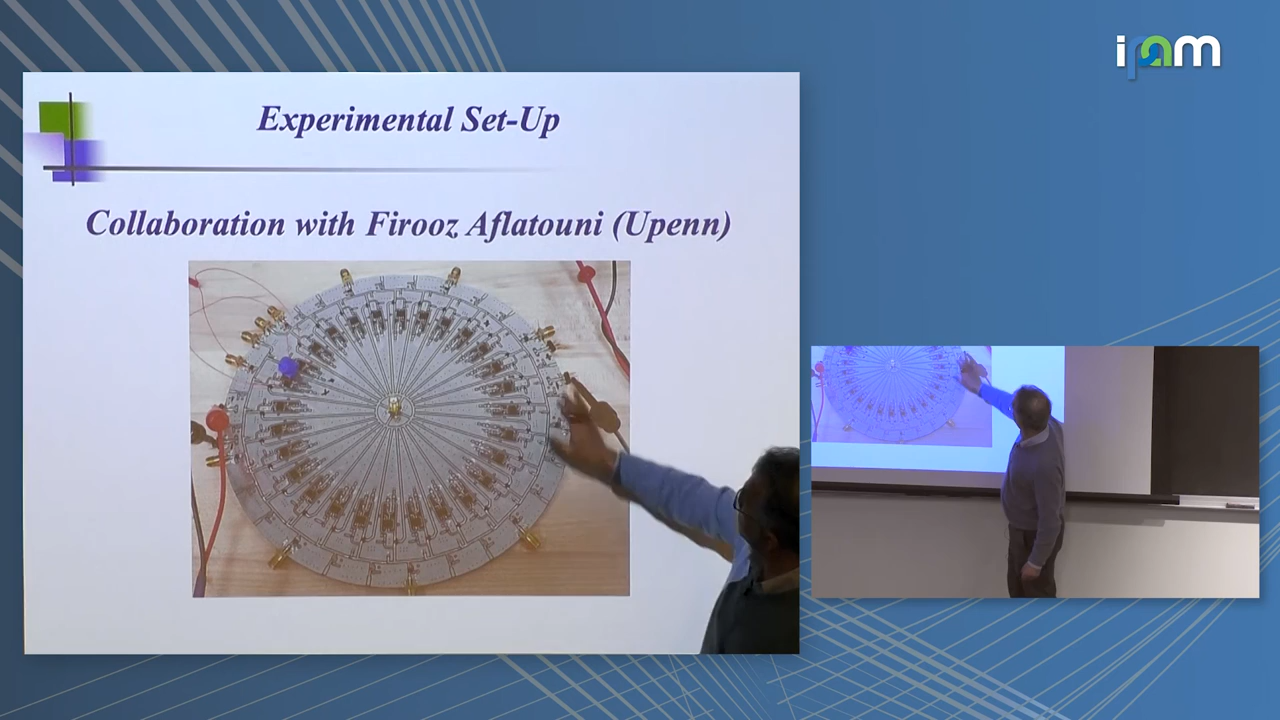 ipam
Experimental Set-Up
Collaboration with Firooz Aflatouni (Upenn)